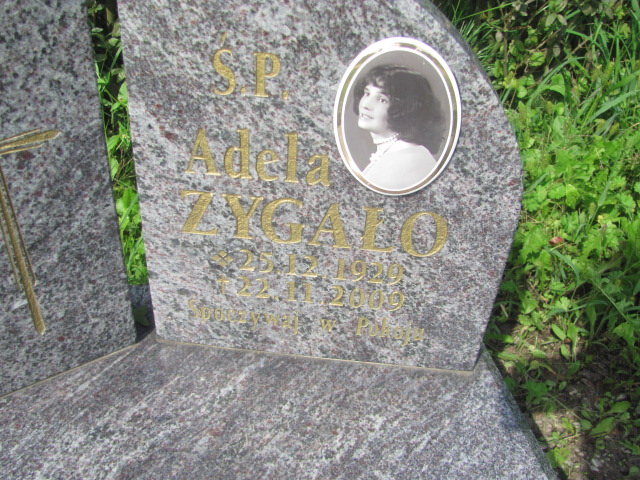 Ś.P.
Adela
ZYGAŁO
* 25.12.1929
† 22.11.2009
Spoczywaj w Pokoju